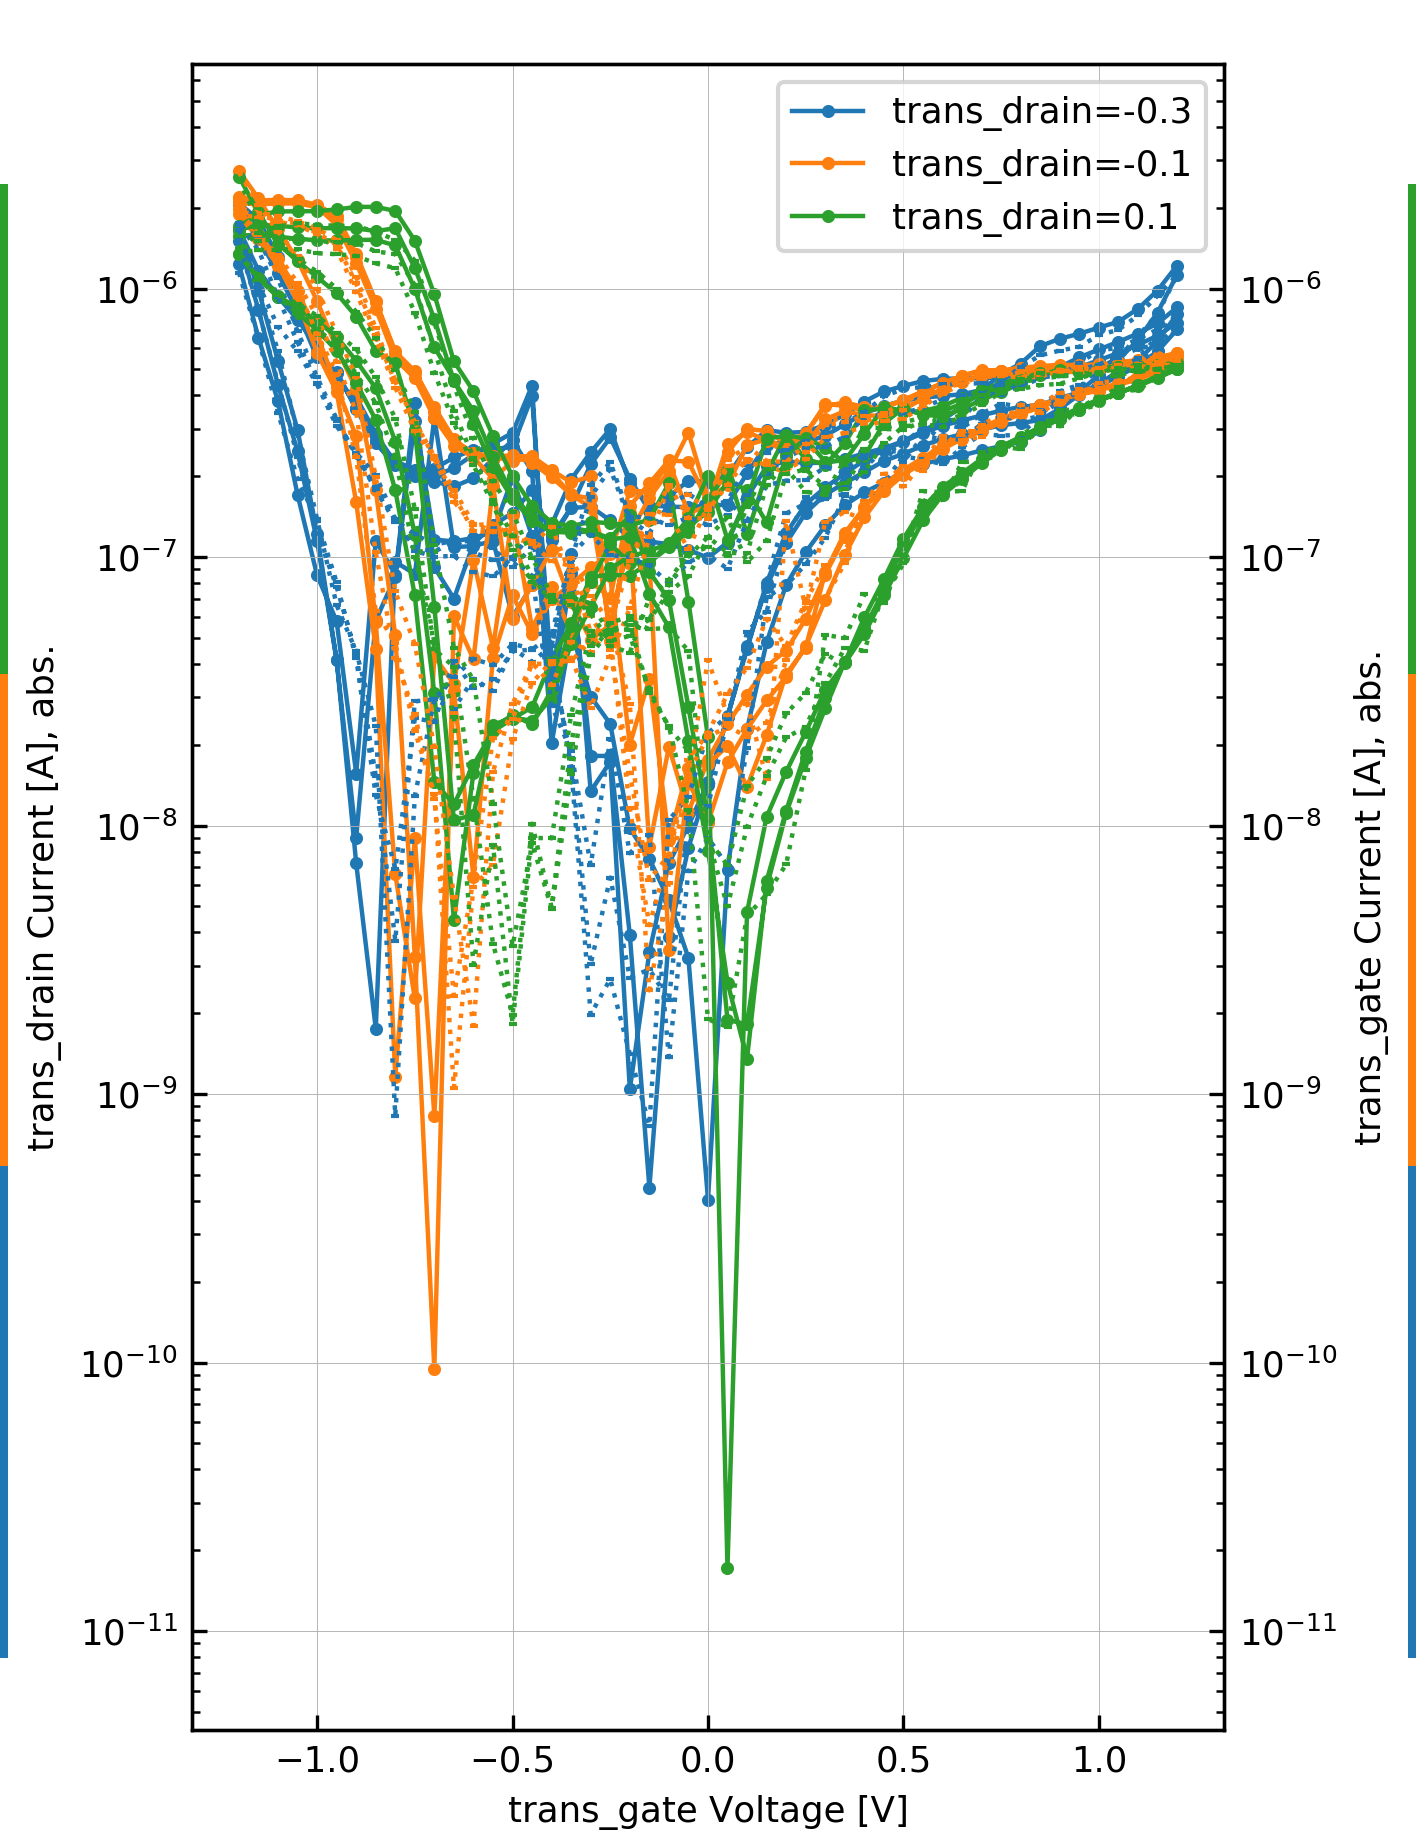 trans_drain=-0.3
trans_drain=-0.1
trans_drain=0.1
10⁻⁶
10⁻⁷
10⁻⁸
10⁻⁹
10⁻¹⁰
10⁻¹¹
trans_drain Current [A], abs.
10⁻⁶
10⁻⁷
10⁻⁸
10⁻⁹
10⁻¹⁰
10⁻¹¹
trans_gate Current [A], abs.
−1.0 −0.5 0.0 0.5 1.0
trans_gate Voltage [V]